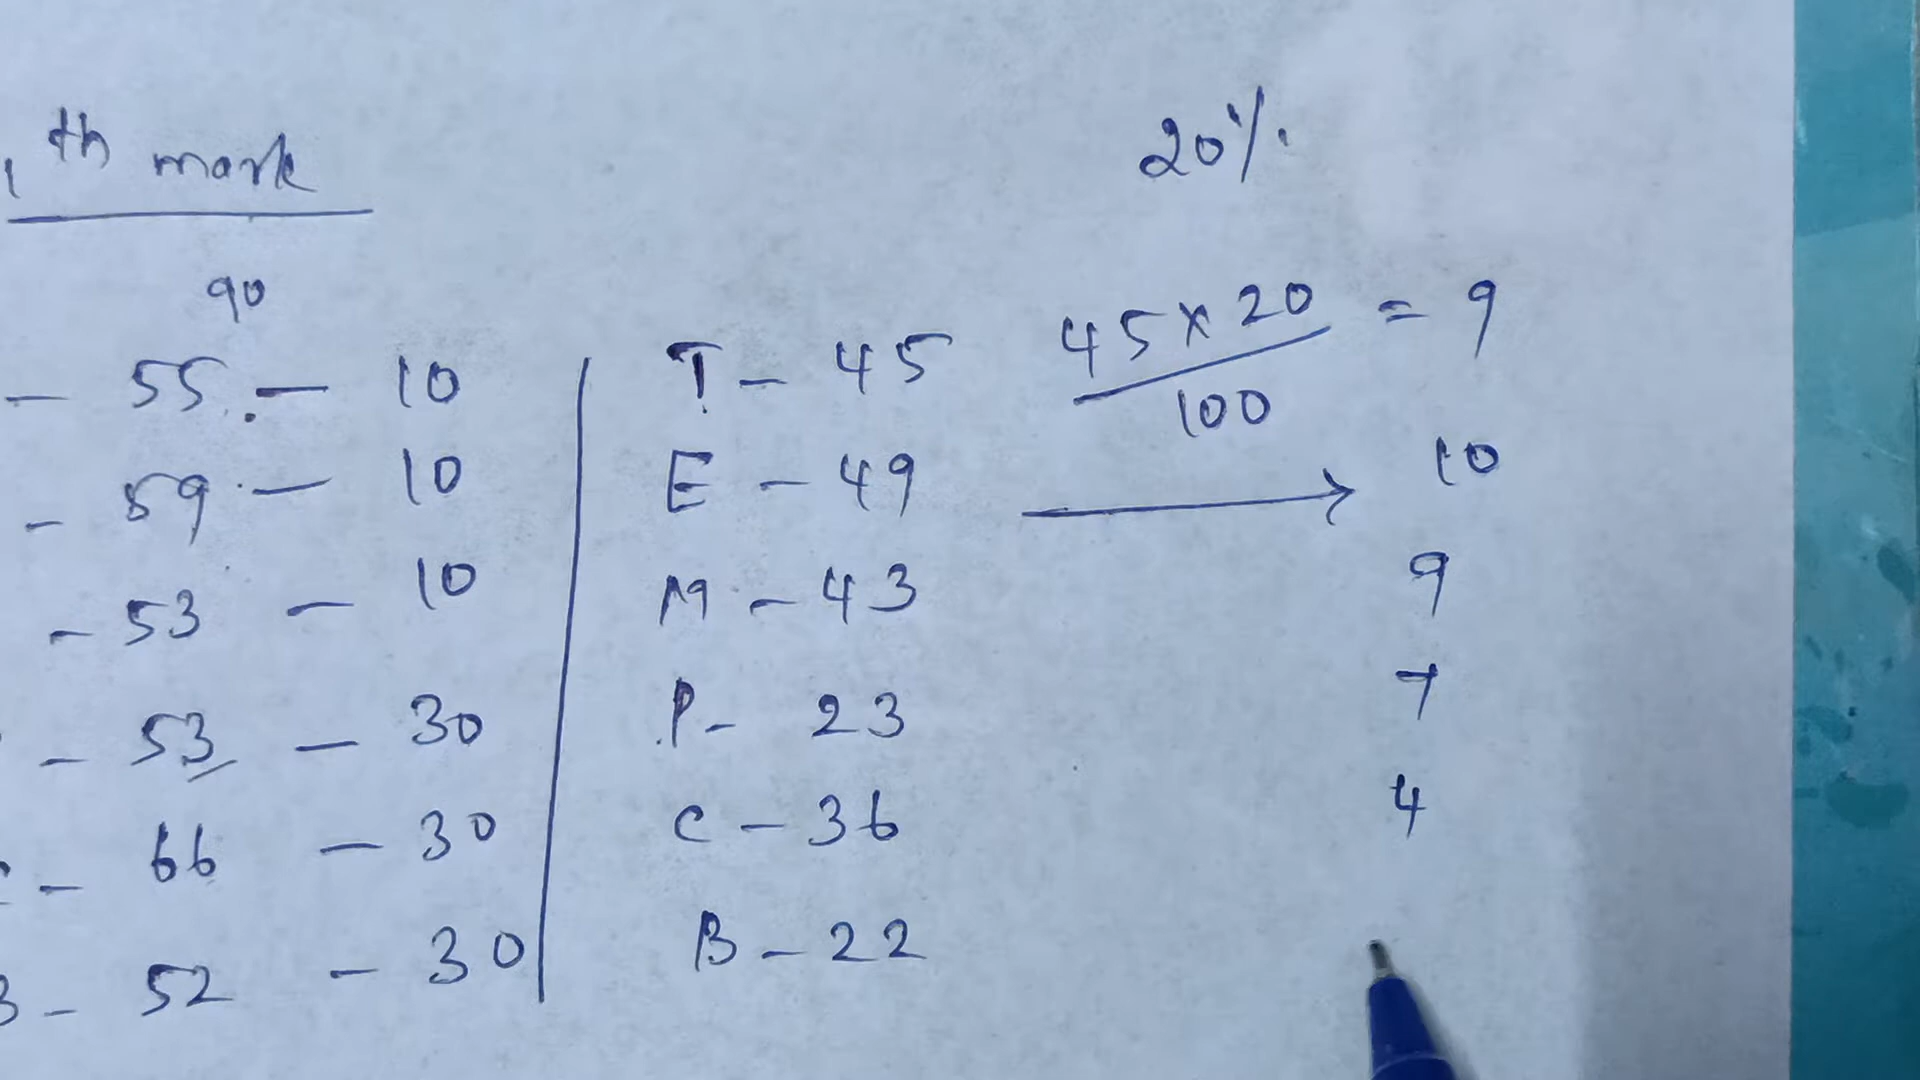 th mark
20%
90
- 55 - 10 T - 45 45 x 20 / 100 = 9
- 59 - 10 E - 49 → 10
- 53 - 10 M - 43 9
- 53 - 30 P - 23 7
- 66 - 30 C - 36 4
B - 52 - 30 B - 22